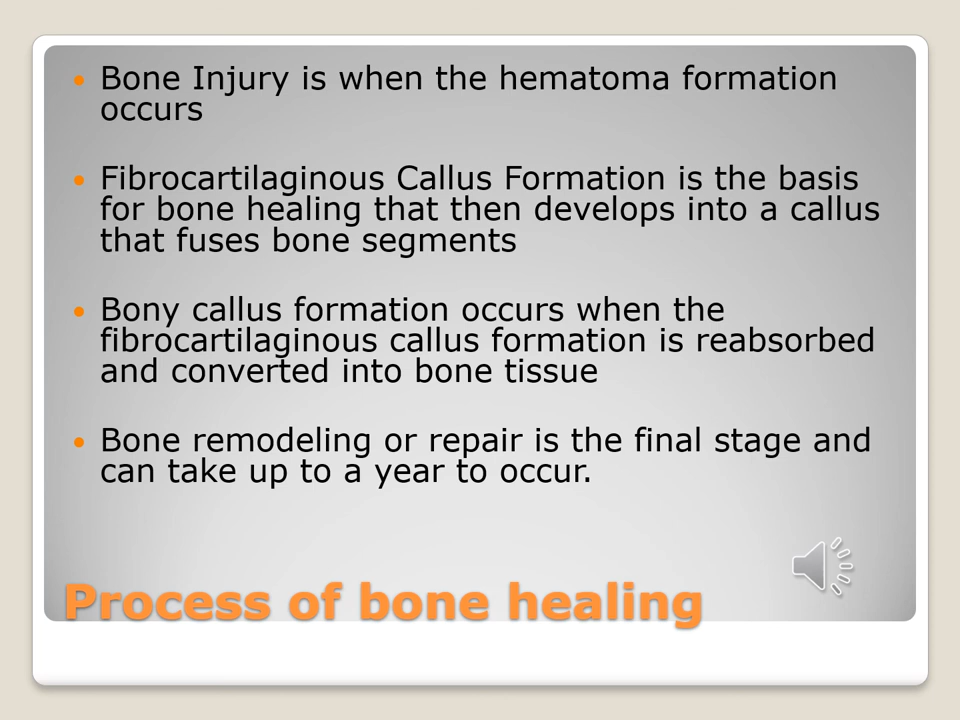 Bone Injury is when the hematoma formation
occurs
Fibrocartilaginous Callus Formation is the basis
for bone healing that then develops into a callus
that fuses bone segments
Bony callus formation occurs when the
fibrocartilaginous callus formation is reabsorbed
and converted into bone tissue
Bone remodeling or repair is the final stage and
can take up to a year to occur.
Process of bone healing